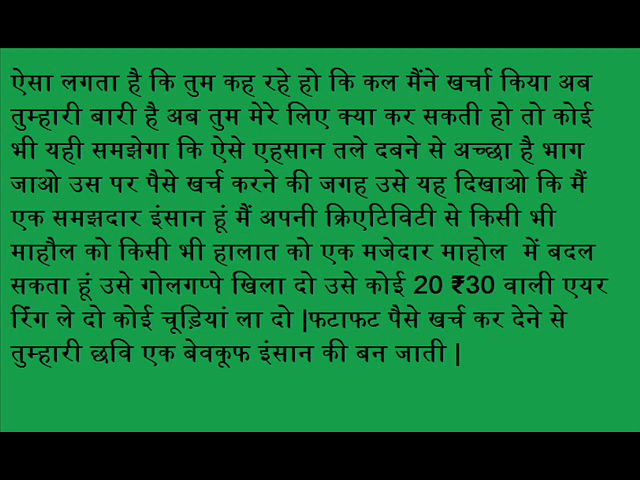 ऐसा लगता है कि तुम कह रहे हो कि कल मैंने खर्चा किया अब
तुम्हारी बारी है अब तुम मेरे लिए क्या कर सकती हो तो कोई
भी यही समझेगा कि ऐसे एहसान तले दबने से अच्छा है भाग
जाओ उस पर पैसे खर्च करने की जगह उसे यह दिखाओ कि मैं
एक समझदार इंसान हूं मैं अपनी क्रिएटिविटी से किसी भी
माहौल को किसी भी हालात को एक मजेदार माहोल में बदल
सकता हूं उसे गोलगप्पे खिला दो उसे कोई 20 ₹30 वाली एयर
रिंग ले दो कोई चूड़ियां ला दो |फटाफट पैसे खर्च कर देने से
तुम्हारी छवि एक बेवकूफ इंसान की बन जाती |